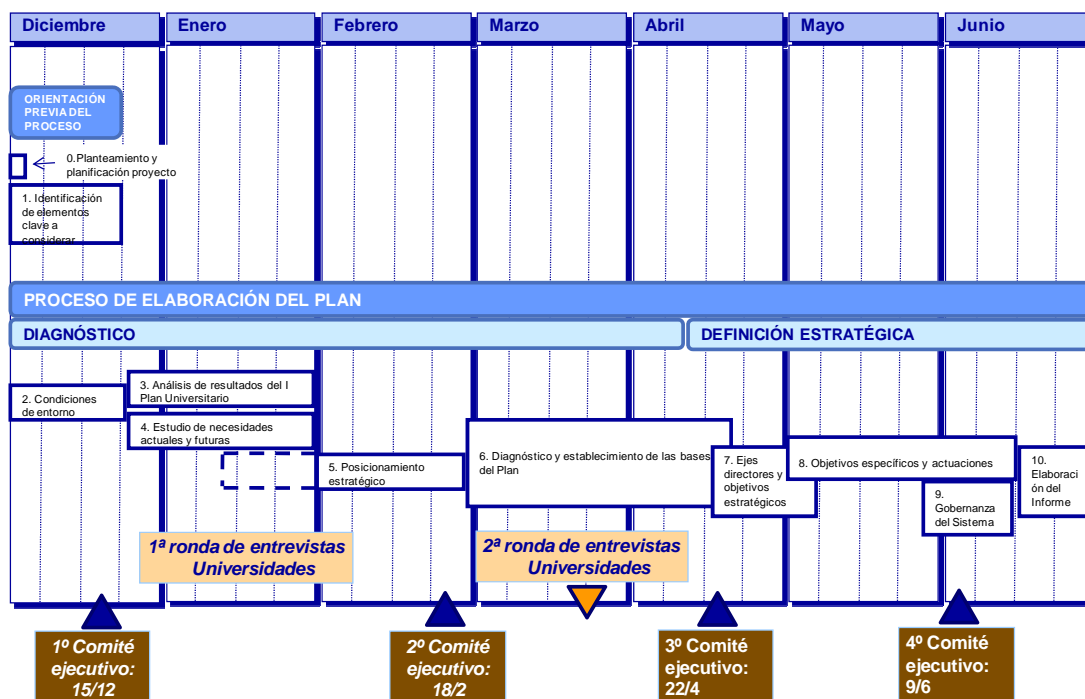 Diciembre
Enero
Febrero
Marzo
Abril
Mayo
Junio
ORIENTACIÓN
PREVIA DEL
PROCESO
0.Planteamiento y
planificación proyecto
1. Identificación
de elementos
clave a
considerar
PROCESO DE ELABORACIÓN DEL PLAN
DIAGNÓSTICO
DEFINICIÓN ESTRATÉGICA
2. Condiciones
de entorno
3. Análisis de resultados del I
Plan Universitario
4. Estudio de necesidades
actuales y futuras
5. Posicionamiento
estratégico
6. Diagnóstico y establecimiento de las bases
del Plan
7. Ejes
directores y
objetivos
estratégicos
8. Objetivos específicos y actuaciones
9.
Gobernanza
del Sistema
10.
Elaboraci
ón del
Informe
1ª ronda de entrevistas
Universidades
2ª ronda de entrevistas
Universidades
1º Comité
ejecutivo:
15/12
2º Comité
ejecutivo:
18/2
3º Comité
ejecutivo:
22/4
4º Comité
ejecutivo:
9/6